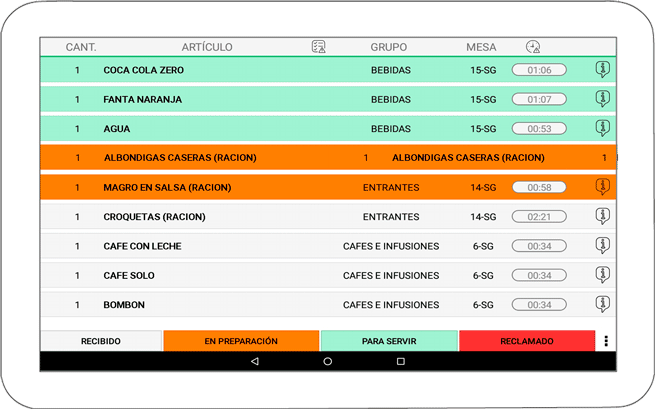 CANT. ARTÍCULO GRUPO MESA
1 COCA COLA ZERO BEBIDAS 15-SG 01:06
1 FANTA NARANJA BEBIDAS 15-SG 01:07
1 AGUA BEBIDAS 15-SG 00:53
1 ALBONDIGAS CASERAS (RACION) 1 ALBONDIGAS CASERAS (RACION) 1
1 MAGRO EN SALSA (RACION) ENTRANTES 14-SG 00:58
1 CROQUETAS (RACION) ENTRANTES 14-SG 02:21
1 CAFE CON LECHE CAFES E INFUSIONES 6-SG 00:34
1 CAFE SOLO CAFES E INFUSIONES 6-SG 00:34
1 BOMBON CAFES E INFUSIONES 6-SG 00:34
RECIBIDO EN PREPARACIÓN PARA SERVIR RECLAMADO